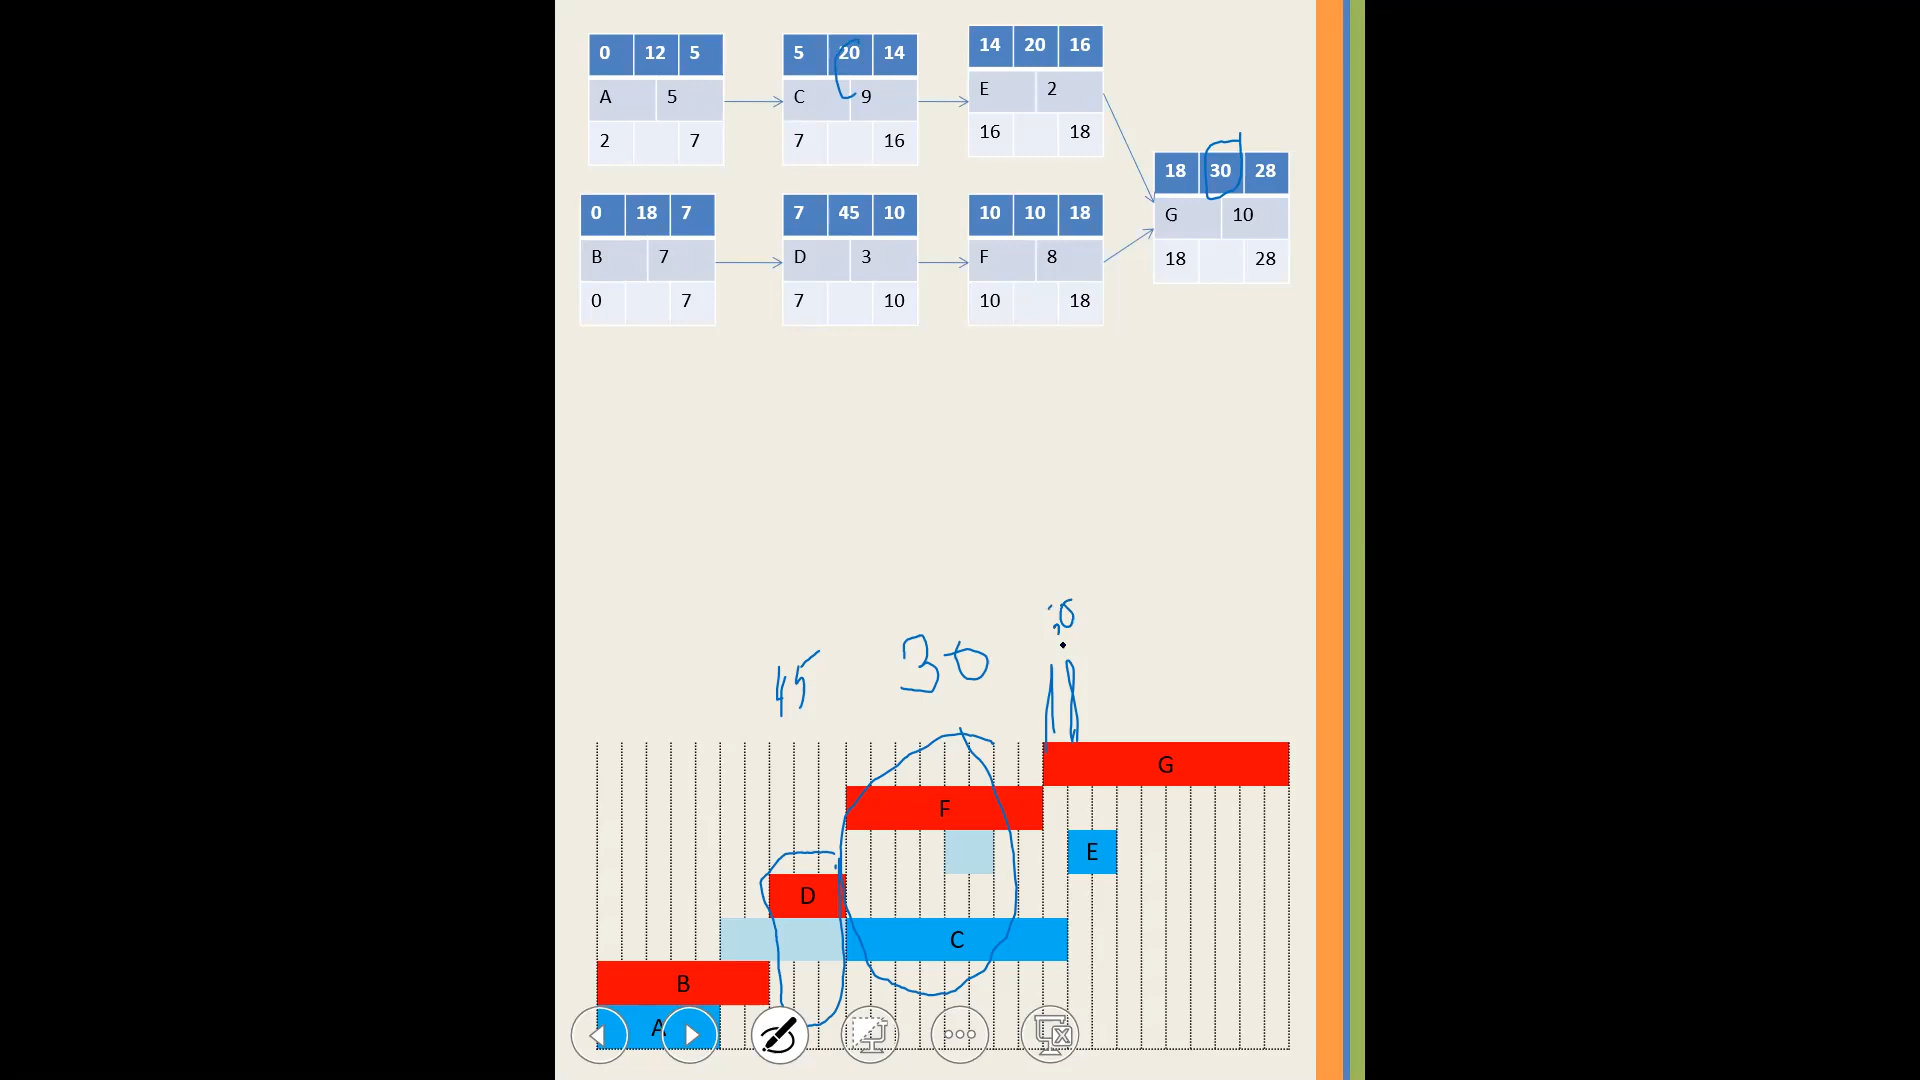 0 12 5
A 5
2 7
5 20 14
C 9
7 16
14 20 16
E 2
16 18
18 30 28
G 10
18 28
0 18 7
B 7
0 7
7 45 10
D 3
7 10
10 10 18
F 8
10 18
45
30
G
F
E
D
C
B
A